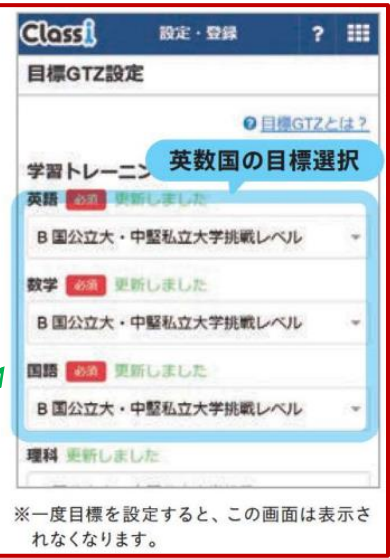 Classi 設定・登録 ?
目標GTZ設定
? 目標GTZとは?
英数国の目標選択
学習トレーニン
英語 必須 更新しました
B 国公立大・中堅私立大学挑戦レベル
数学 必須 更新しました
B 国公立大・中堅私立大学挑戦レベル
国語 必須 更新しました
B 国公立大・中堅私立大学挑戦レベル
理科 更新しました
※一度目標を設定すると、この画面は表示さ
れなくなります。